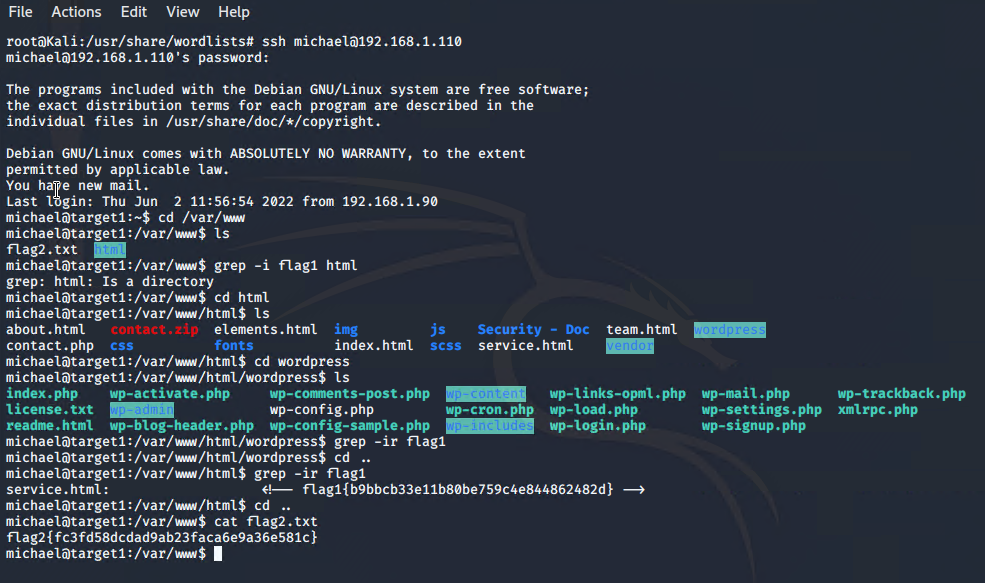 File Actions Edit View Help
root@Kali:/usr/share/wordlists# ssh michael@192.168.1.110
michael@192.168.1.110's password:
The programs included with the Debian GNU/Linux system are free software;
the exact distribution terms for each program are described in the
individual files in /usr/share/doc/*/copyright.
Debian GNU/Linux comes with ABSOLUTELY NO WARRANTY, to the extent
permitted by applicable law.
You have new mail.
Last login: Thu Jun  2 11:56:54 2022 from 192.168.1.90
michael@target1:~$ cd /var/www
michael@target1:/var/www$ ls
flag2.txt  html
michael@target1:/var/www$ grep -i flag1 html
grep: html: Is a directory
michael@target1:/var/www$ cd html
michael@target1:/var/www/html$ ls
about.html   contact.zip  elements.html  img         js    Security - Doc  team.html  wordpress
contact.php  css          fonts          index.html  scss  service.html    vendor
michael@target1:/var/www/html$ cd wordpress
michael@target1:/var/www/html/wordpress$ ls
index.php    wp-activate.php     wp-comments-post.php  wp-content   wp-links-opml.php  wp-mail.php      wp-trackback.php
license.txt  wp-admin            wp-config.php         wp-cron.php  wp-load.php        wp-settings.php  xmlrpc.php
readme.html  wp-blog-header.php  wp-config-sample.php  wp-includes  wp-login.php       wp-signup.php
michael@target1:/var/www/html/wordpress$ grep -ir flag1
michael@target1:/var/www/html/wordpress$ cd ..
michael@target1:/var/www/html$ grep -ir flag1
service.html:                   <!-- flag1{b9bbcb33e11b80be759c4e844862482d} -->
michael@target1:/var/www/html$ cd ..
michael@target1:/var/www$ cat flag2.txt
flag2{fc3fd58dcdad9ab23faca6e9a36e581c}
michael@target1:/var/www$